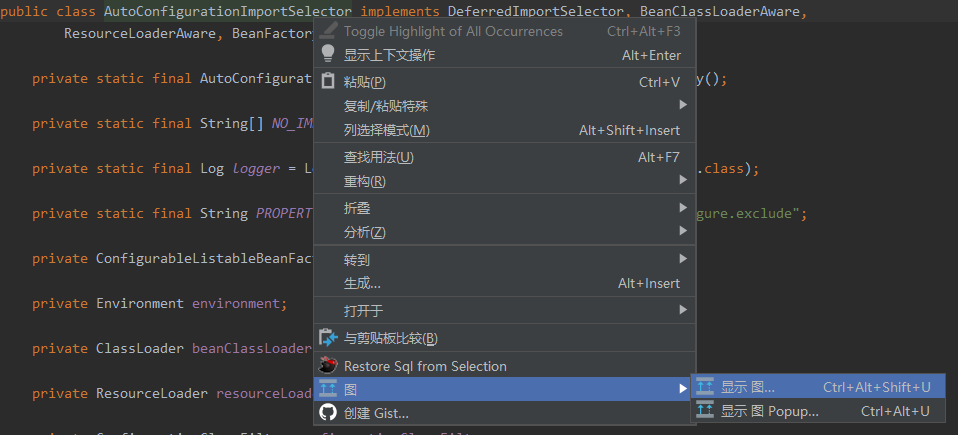 public class AutoConfigurationImportSelector implements DeferredImportSelector, BeanClassLoaderAware,
ResourceLoaderAware, BeanFactory
Toggle Highlight of All Occurrences Ctrl+Alt+F3
显示上下文操作 Alt+Enter
private static final AutoConfigurat y();
粘贴(P) Ctrl+V
复制/粘贴特殊
private static final String[] NO_IM
列选择模式(M) Alt+Shift+Insert
查找用法(U) Alt+F7
private static final Log logger = L .class);
重构(R)
折叠
private static final String PROPERT gure.exclude";
分析(Z)
private ConfigurableListableBeanFac
转到
生成... Alt+Insert
private Environment environment;
打开于
与剪贴板比较(B)
private ClassLoader beanClassLoader
Restore Sql from Selection
图
显示 图... Ctrl+Alt+Shift+U
private ResourceLoader resourceLoad
创建 Gist...
显示 图 Popup... Ctrl+Alt+U